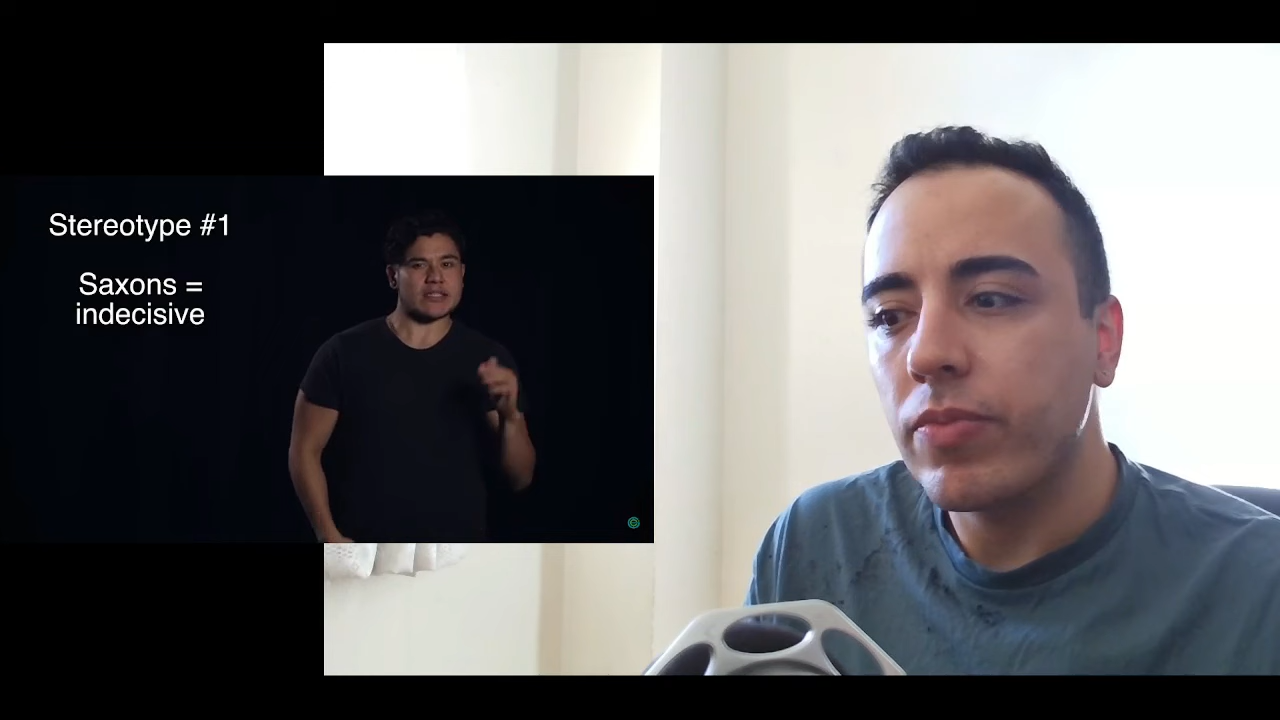 Stereotype #1
Saxons =
indecisive